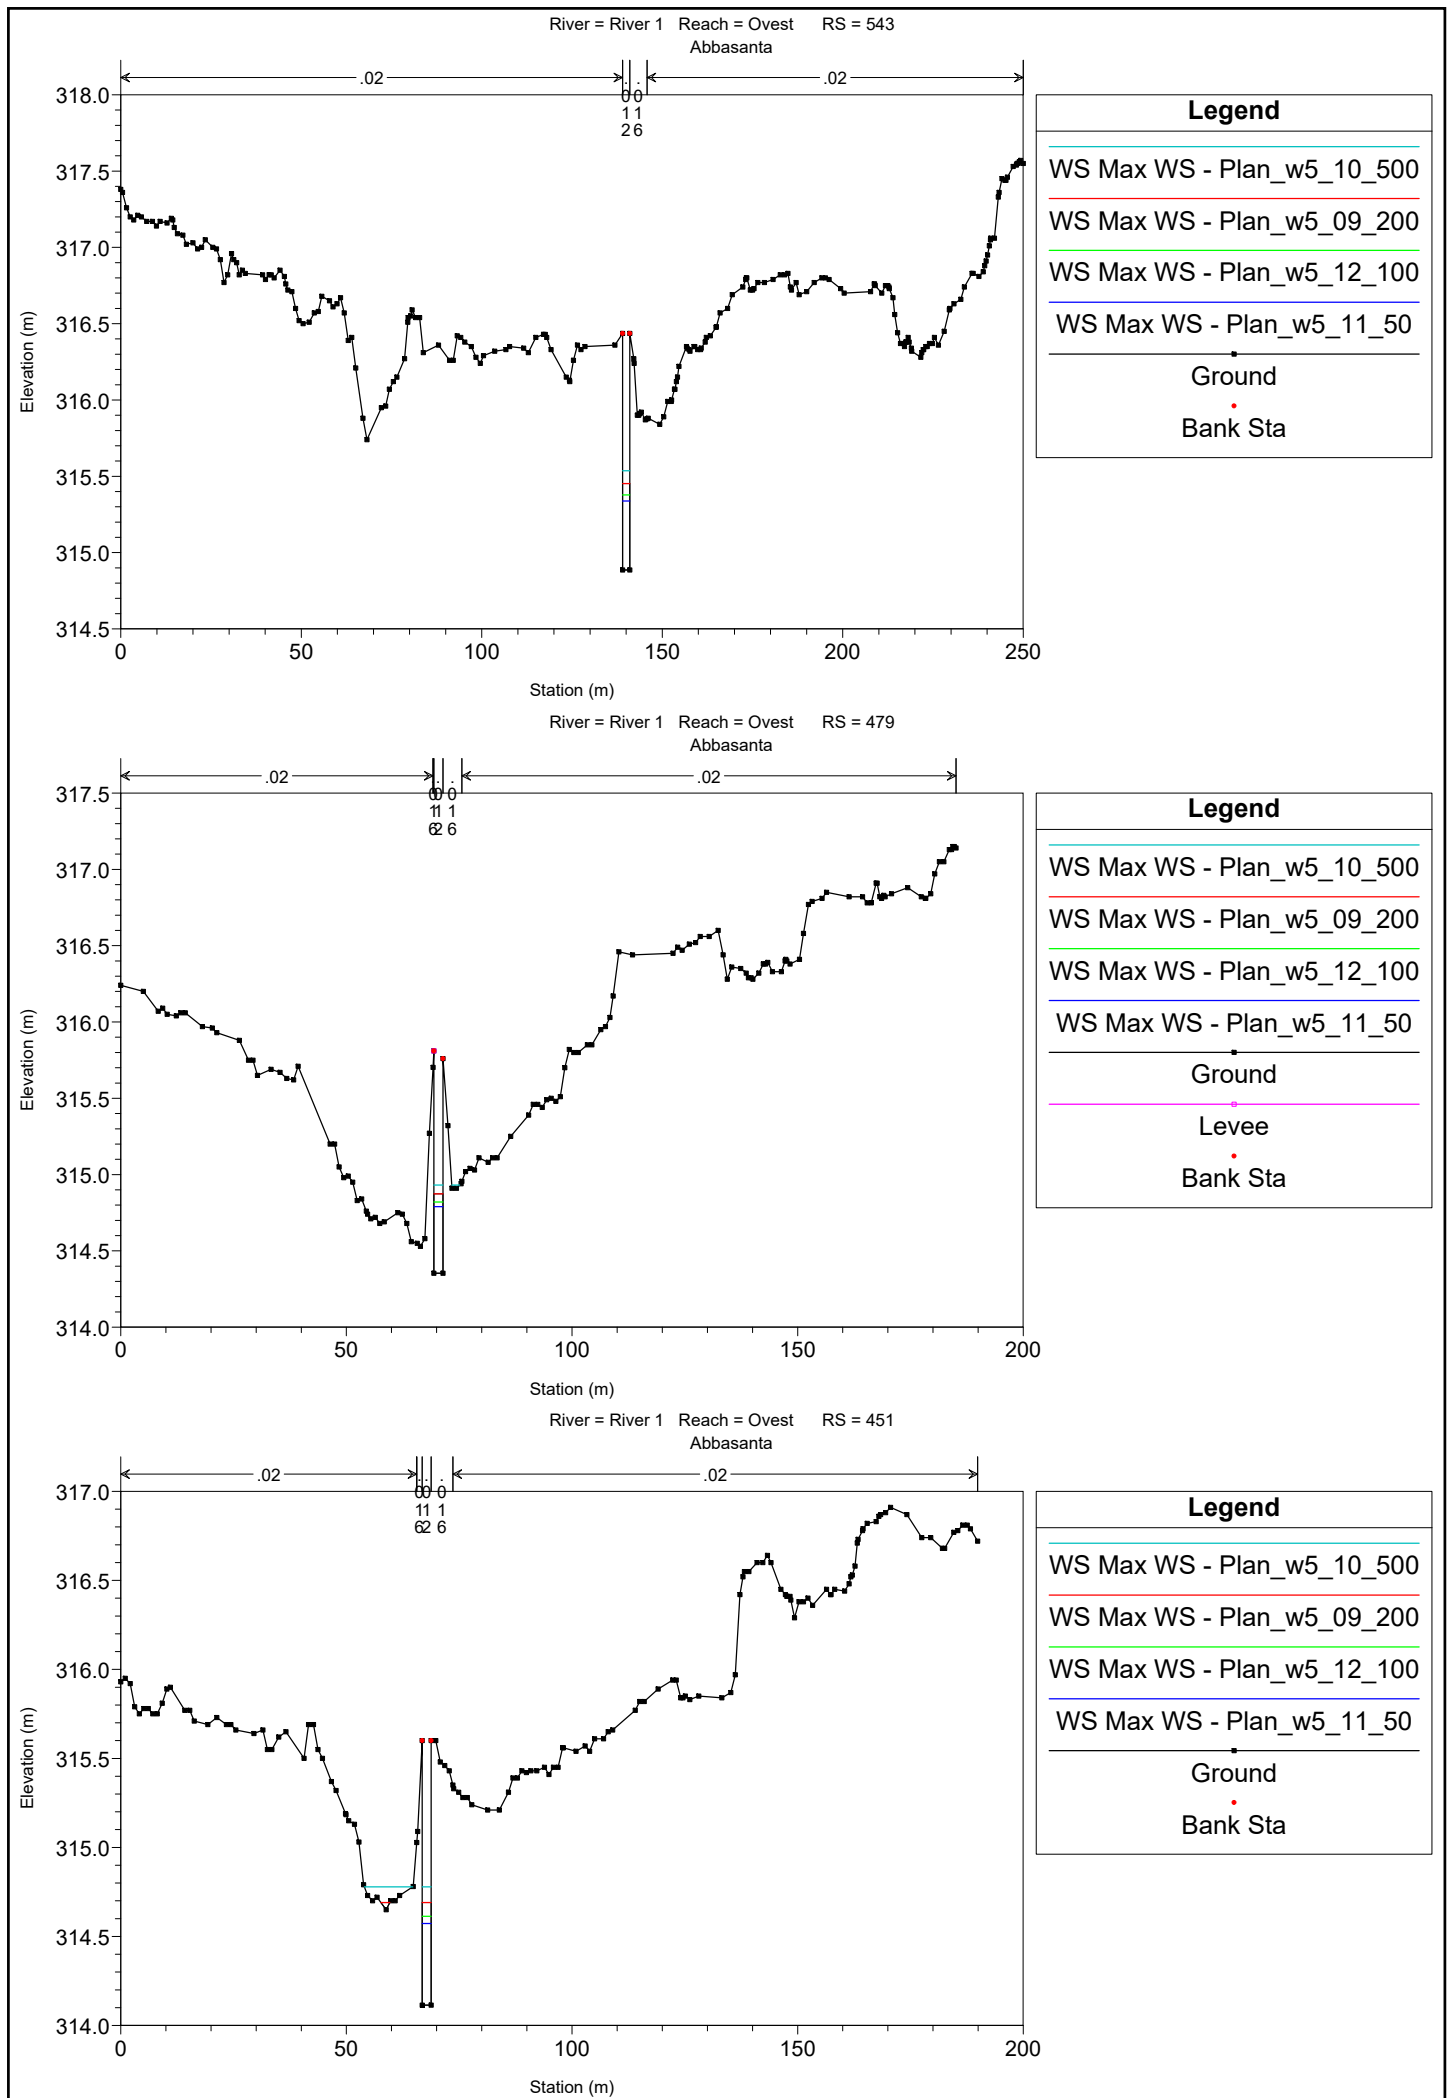 River = River 1 Reach = Ovest RS = 543
Abbasanta
.02
.012
.016
.02
318.0
317.5
317.0
316.5
316.0
315.5
315.0
314.5
Elevation (m)
0 50 100 150 200 250
Station (m)
Legend
WS Max WS - Plan_w5_10_500
WS Max WS - Plan_w5_09_200
WS Max WS - Plan_w5_12_100
WS Max WS - Plan_w5_11_50
Ground
Bank Sta
River = River 1 Reach = Ovest RS = 479
Abbasanta
.02
.016
.012
.016
.02
317.5
317.0
316.5
316.0
315.5
315.0
314.5
314.0
Elevation (m)
0 50 100 150 200
Station (m)
Legend
WS Max WS - Plan_w5_10_500
WS Max WS - Plan_w5_09_200
WS Max WS - Plan_w5_12_100
WS Max WS - Plan_w5_11_50
Ground
Levee
Bank Sta
River = River 1 Reach = Ovest RS = 451
Abbasanta
.02
.016
.012
.016
.02
317.0
316.5
316.0
315.5
315.0
314.5
314.0
Elevation (m)
0 50 100 150 200
Station (m)
Legend
WS Max WS - Plan_w5_10_500
WS Max WS - Plan_w5_09_200
WS Max WS - Plan_w5_12_100
WS Max WS - Plan_w5_11_50
Ground
Bank Sta